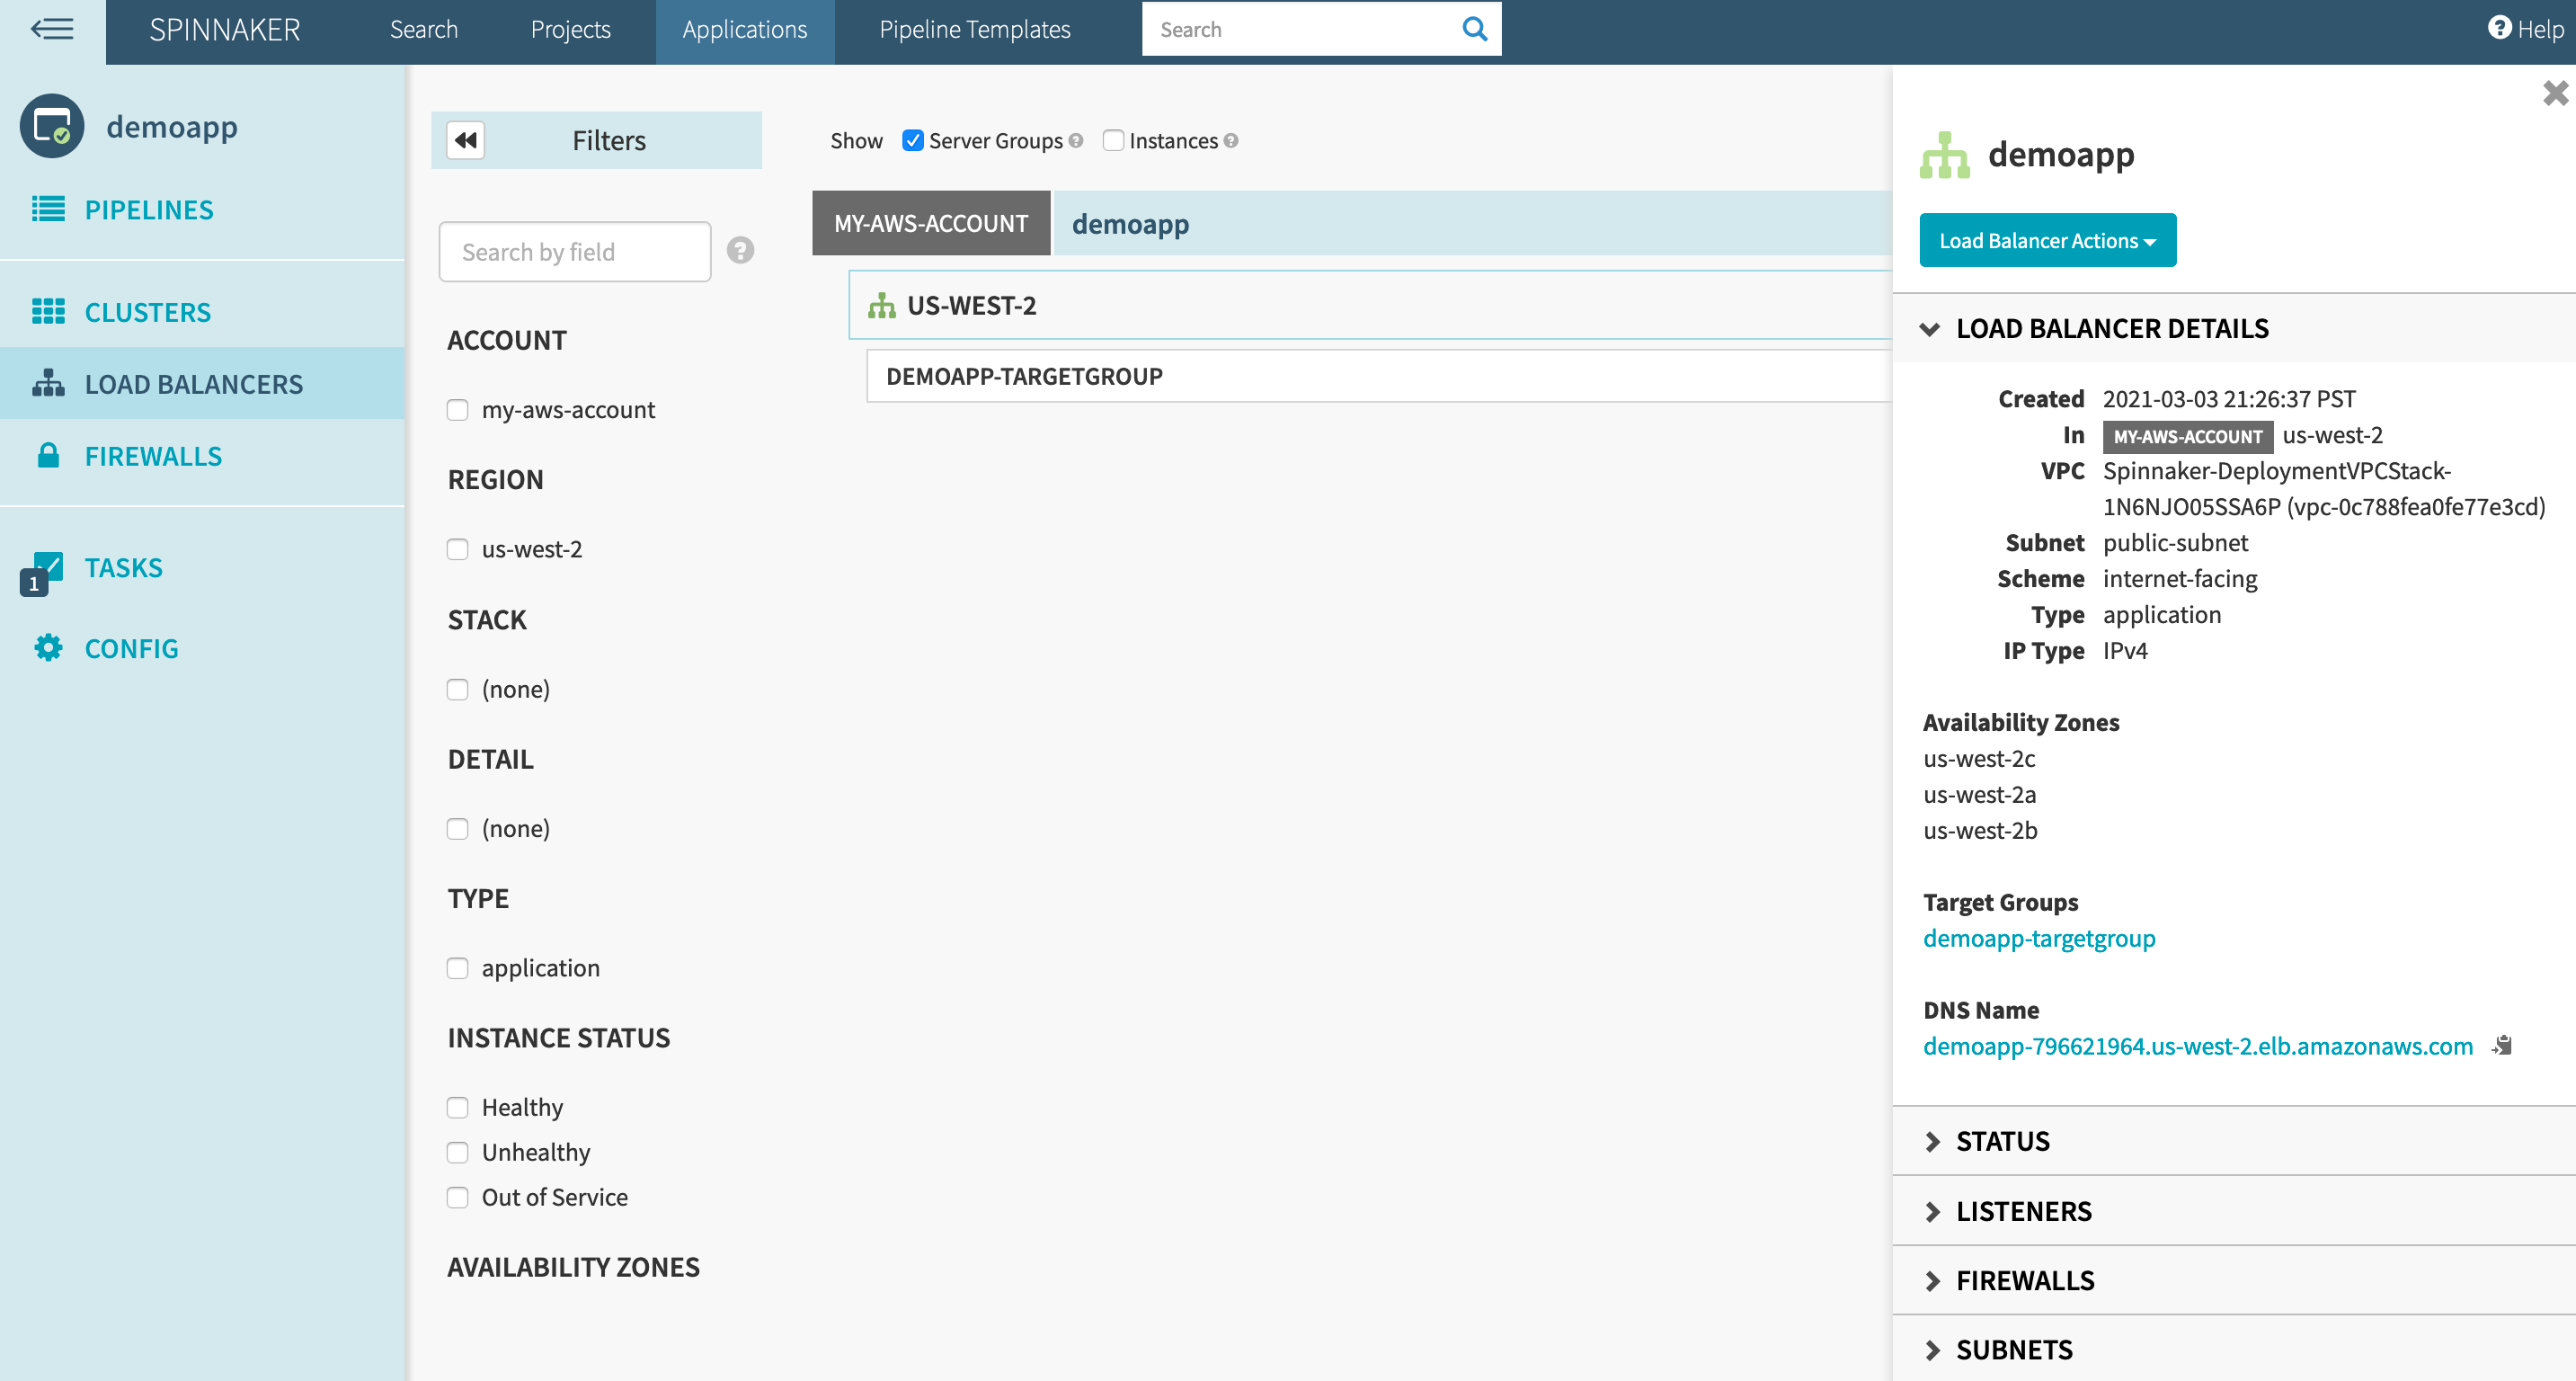 SPINNAKER
Search
Projects
Applications
Pipeline Templates
Search
Help
demoapp
PIPELINES
CLUSTERS
LOAD BALANCERS
FIREWALLS
TASKS
1
CONFIG
Filters
Search by field
ACCOUNT
my-aws-account
REGION
us-west-2
STACK
(none)
DETAIL
(none)
TYPE
application
INSTANCE STATUS
Healthy
Unhealthy
Out of Service
AVAILABILITY ZONES
Show Server Groups Instances
MY-AWS-ACCOUNT demoapp
US-WEST-2
DEMOAPP-TARGETGROUP
demoapp
Load Balancer Actions
LOAD BALANCER DETAILS
Created 2021-03-03 21:26:37 PST
In MY-AWS-ACCOUNT us-west-2
VPC Spinnaker-DeploymentVPCStack-
1N6NJO05SSA6P (vpc-0c788fea0fe77e3cd)
Subnet public-subnet
Scheme internet-facing
Type application
IP Type IPv4
Availability Zones
us-west-2c
us-west-2a
us-west-2b
Target Groups
demoapp-targetgroup
DNS Name
demoapp-796621964.us-west-2.elb.amazonaws.com
STATUS
LISTENERS
FIREWALLS
SUBNETS